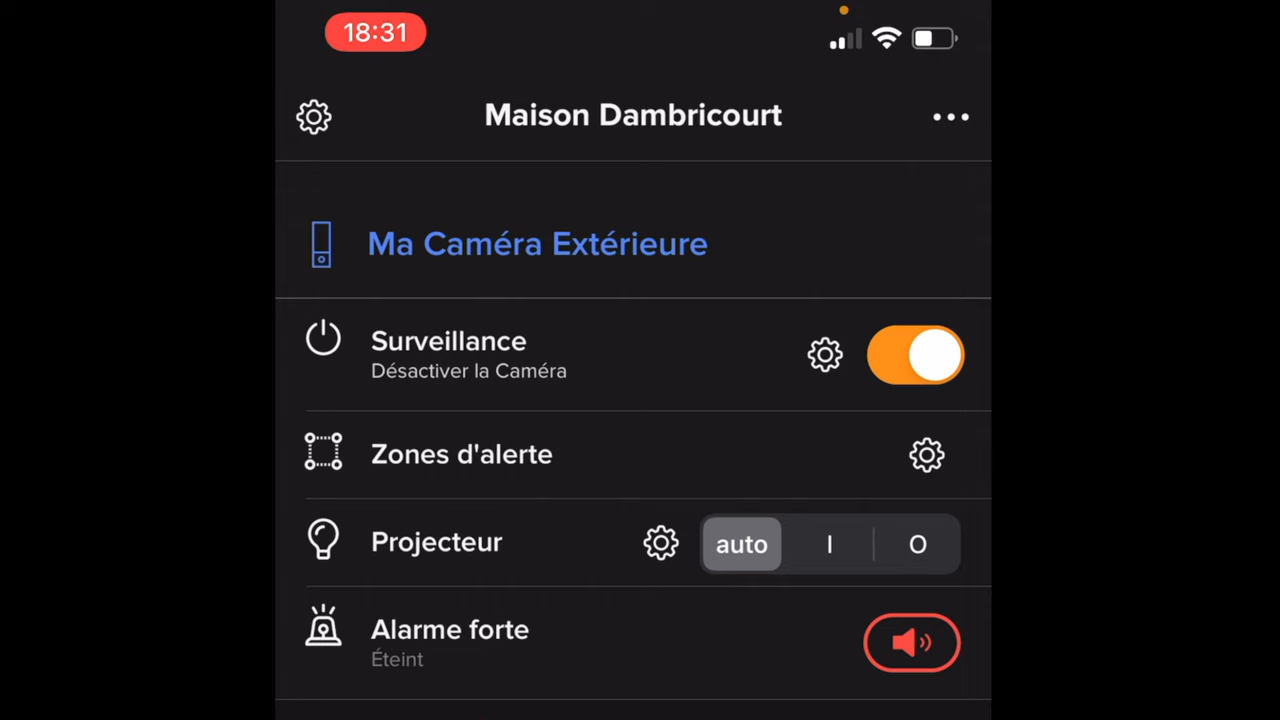 18:31
Maison Dambricourt
Ma Caméra Extérieure
Surveillance
Désactiver la Caméra
Zones d'alerte
Projecteur auto I O
Alarme forte
Éteint